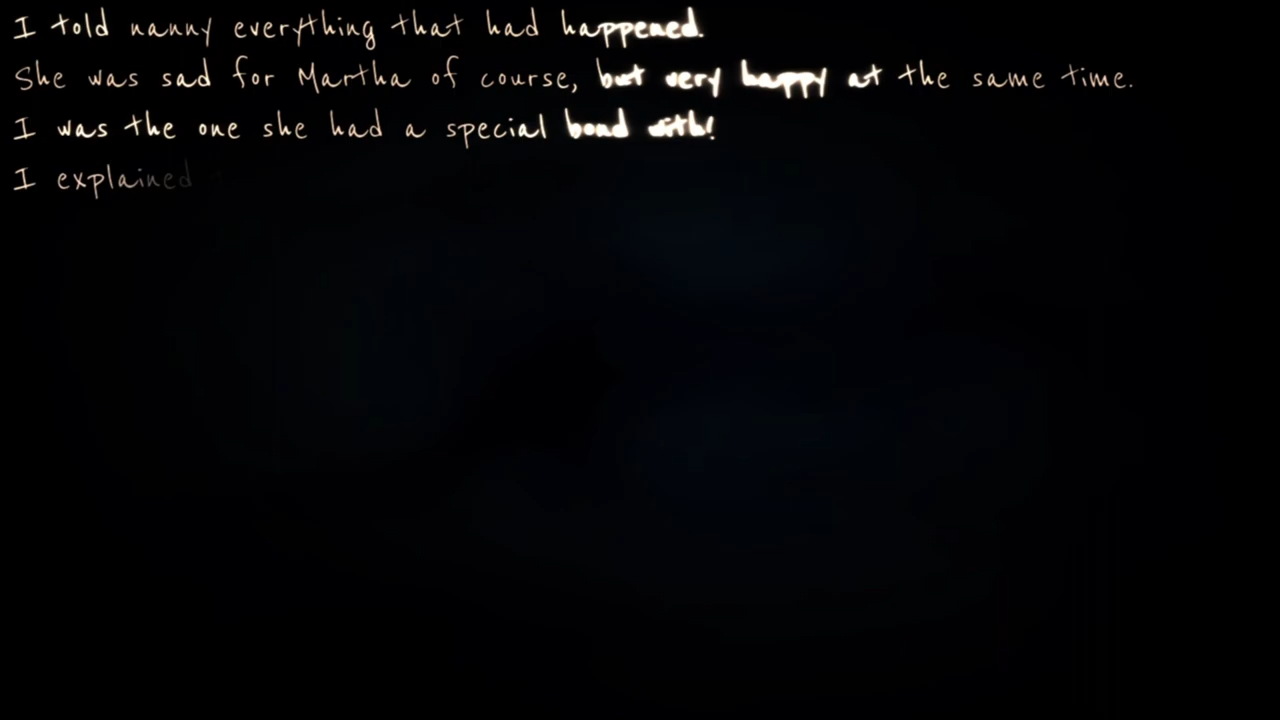 I told nanny everything that had happened.
She was sad for Martha of course, but very happy at the same time.
I was the one she had a special bond with!
I explained